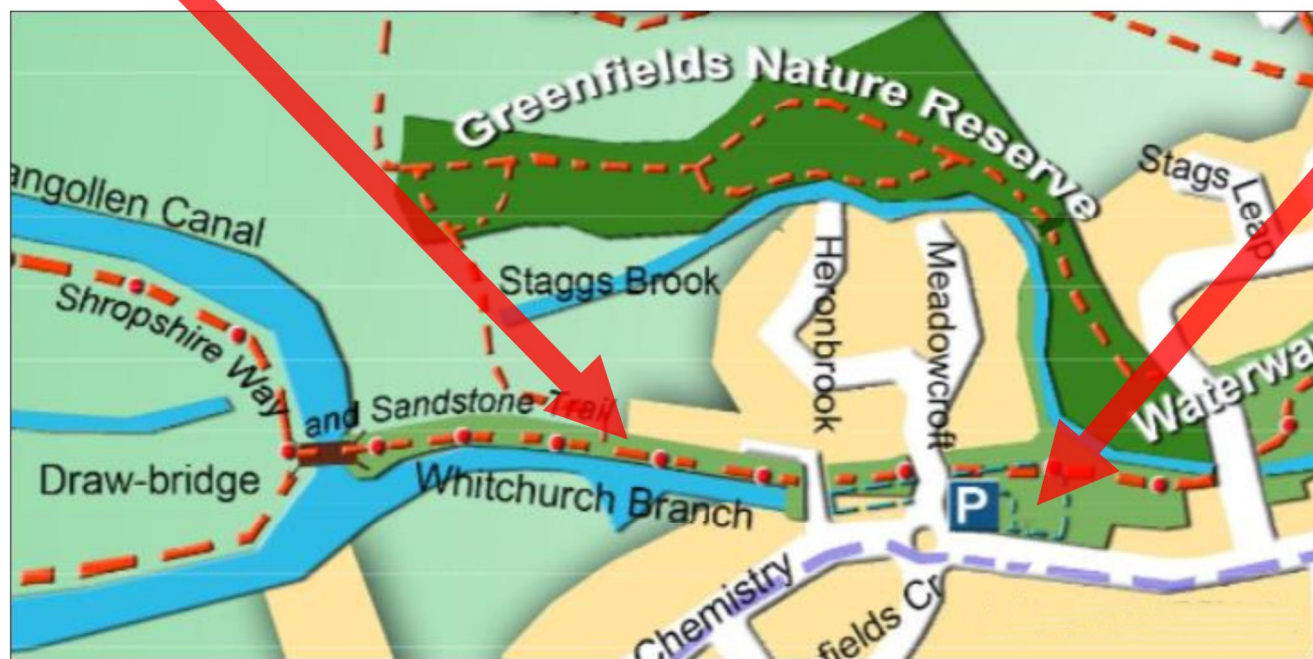 Greenfields Nature Reserve
Stags Leap
angollen Canal
Staggs Brook
Heronbrook
Meadowcroft
Shropshire Way
and Sandstone Trail
Waterwa
Draw-bridge
Whitchurch Branch
P
Chemistry
fields Cr